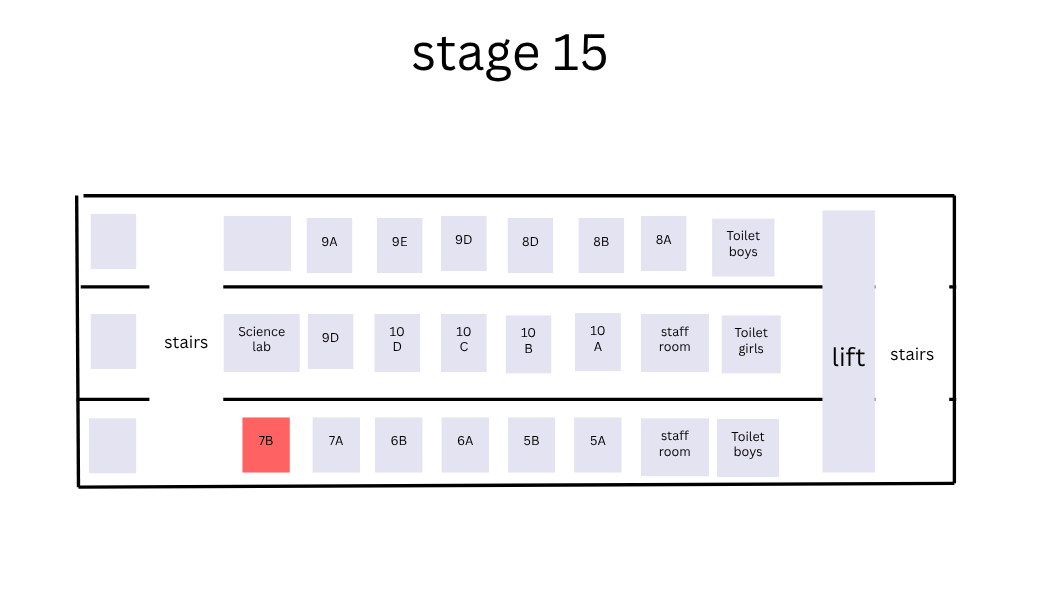 stage 15
9A
9E
9D
8D
8B
8A
Toilet
boys
stairs
Science
lab
9D
10
D
10
C
10
B
10
A
staff
room
Toilet
girls
lift
stairs
7B
7A
6B
6A
5B
5A
staff
room
Toilet
boys